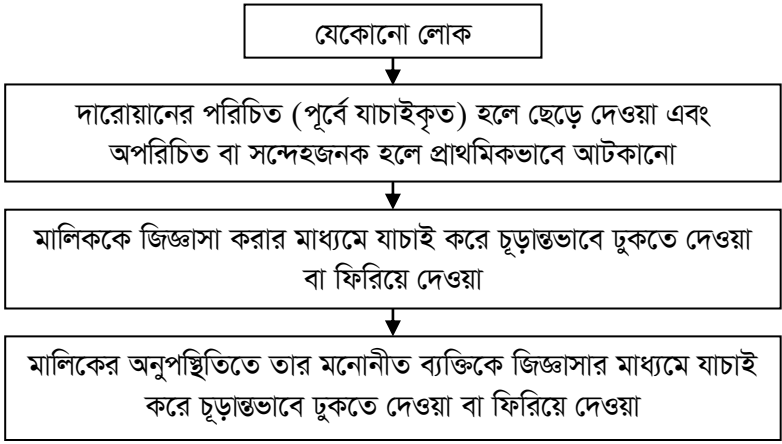 যেকোনো লোক
দারোয়ানের পরিচিত (পূর্বে যাচাইকৃত) হলে ছেড়ে দেওয়া এবং
অপরিচিত বা সন্দেহজনক হলে প্রাথমিকভাবে আটকানো
মালিককে জিজ্ঞাসা করার মাধ্যমে যাচাই করে চূড়ান্তভাবে ঢুকতে দেওয়া
বা ফিরিয়ে দেওয়া
মালিকের অনুপস্থিতিতে তার মনোনীত ব্যক্তিকে জিজ্ঞাসার মাধ্যমে যাচাই
করে চূড়ান্তভাবে ঢুকতে দেওয়া বা ফিরিয়ে দেওয়া